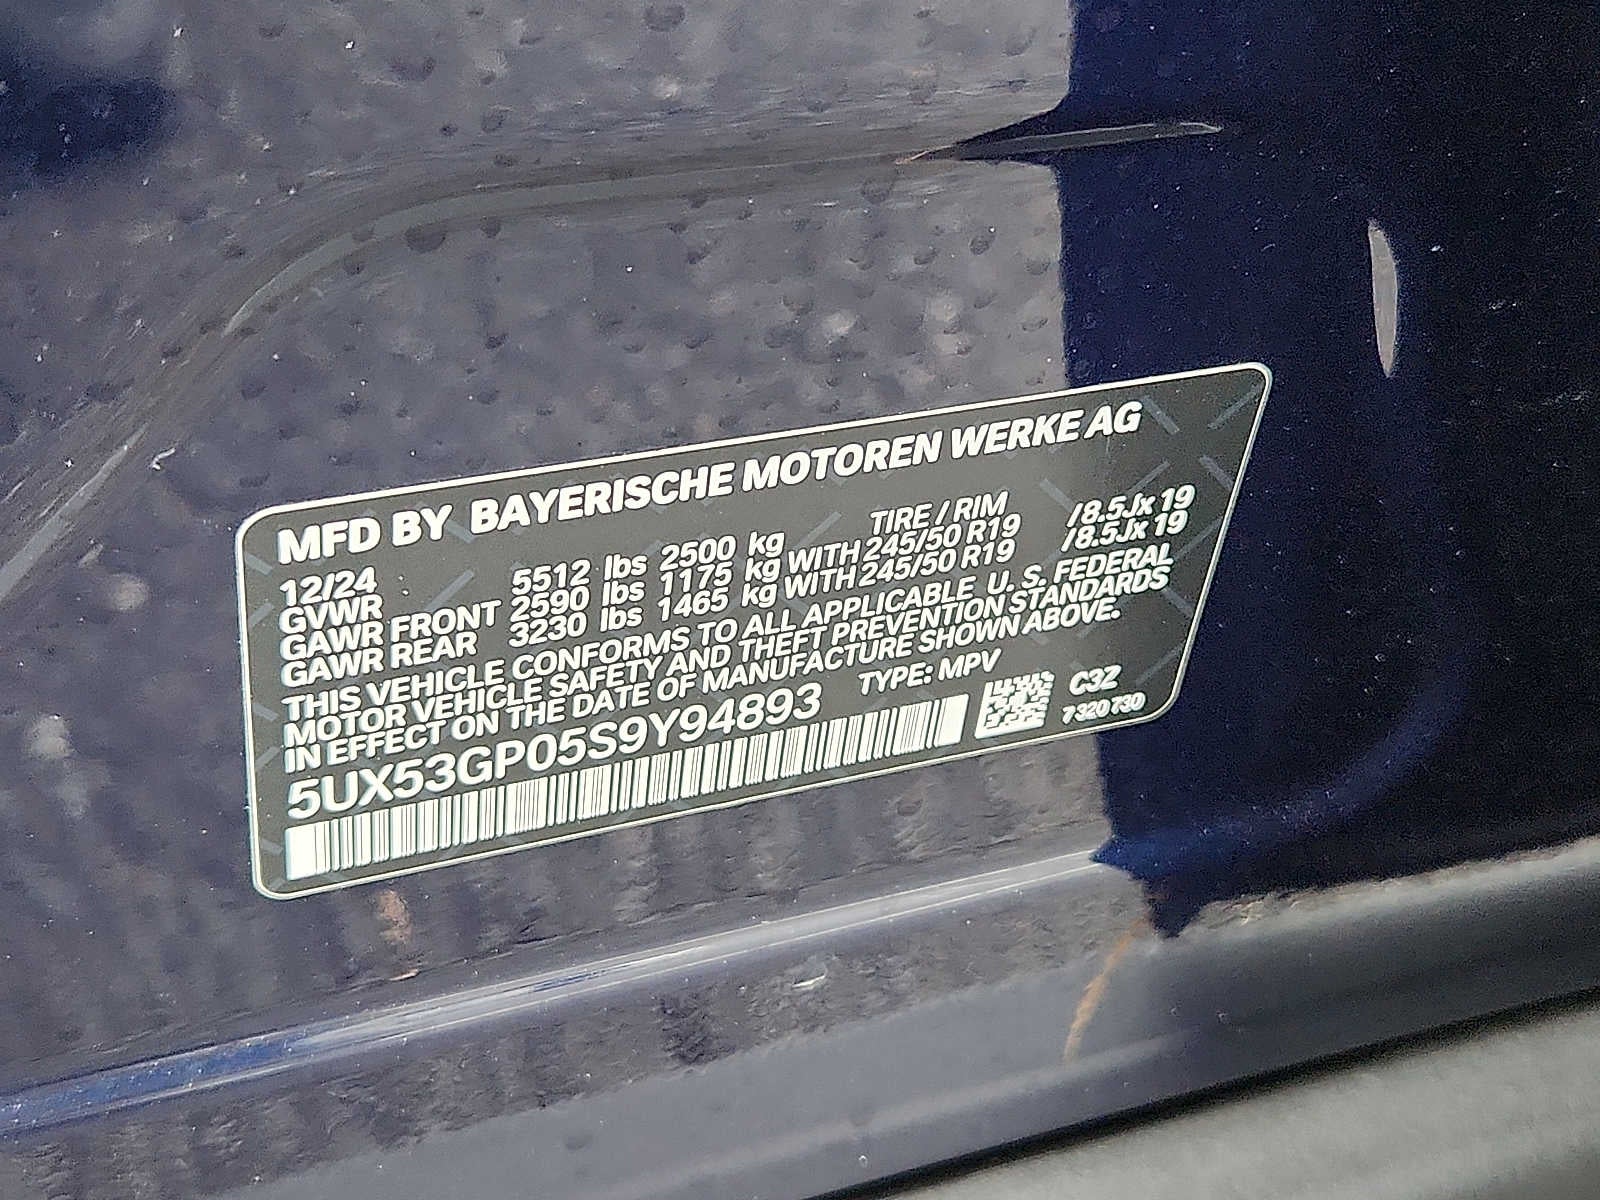 MFD BY BAYERISCHE MOTOREN WERKE AG
12/24 TIRE / RIM
GVWR 5512 lbs 2500 kg
GAWR FRONT 2590 lbs 1175 kg WITH 245/50 R19 /8.5Jx 19
GAWR REAR 3230 lbs 1465 kg WITH 245/50 R19 /8.5Jx 19
THIS VEHICLE CONFORMS TO ALL APPLICABLE U. S. FEDERAL
MOTOR VEHICLE SAFETY AND THEFT PREVENTION STANDARDS
IN EFFECT ON THE DATE OF MANUFACTURE SHOWN ABOVE.
5UX53GP05S9Y94893 TYPE: MPV C3Z
7320730